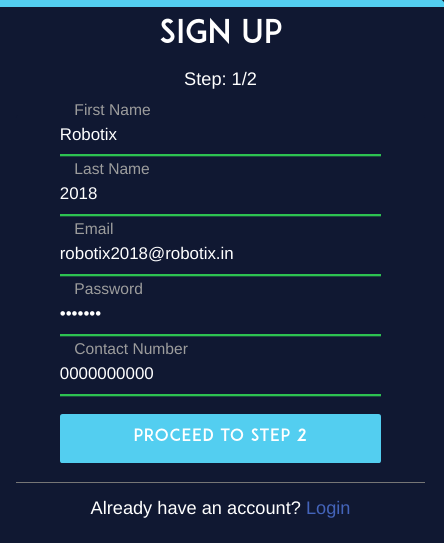 SIGN UP
Step: 1/2
First Name
Robotix
Last Name
2018
Email
robotix2018@robotix.in
Password
•••••••
Contact Number
0000000000
PROCEED TO STEP 2
Already have an account? Login